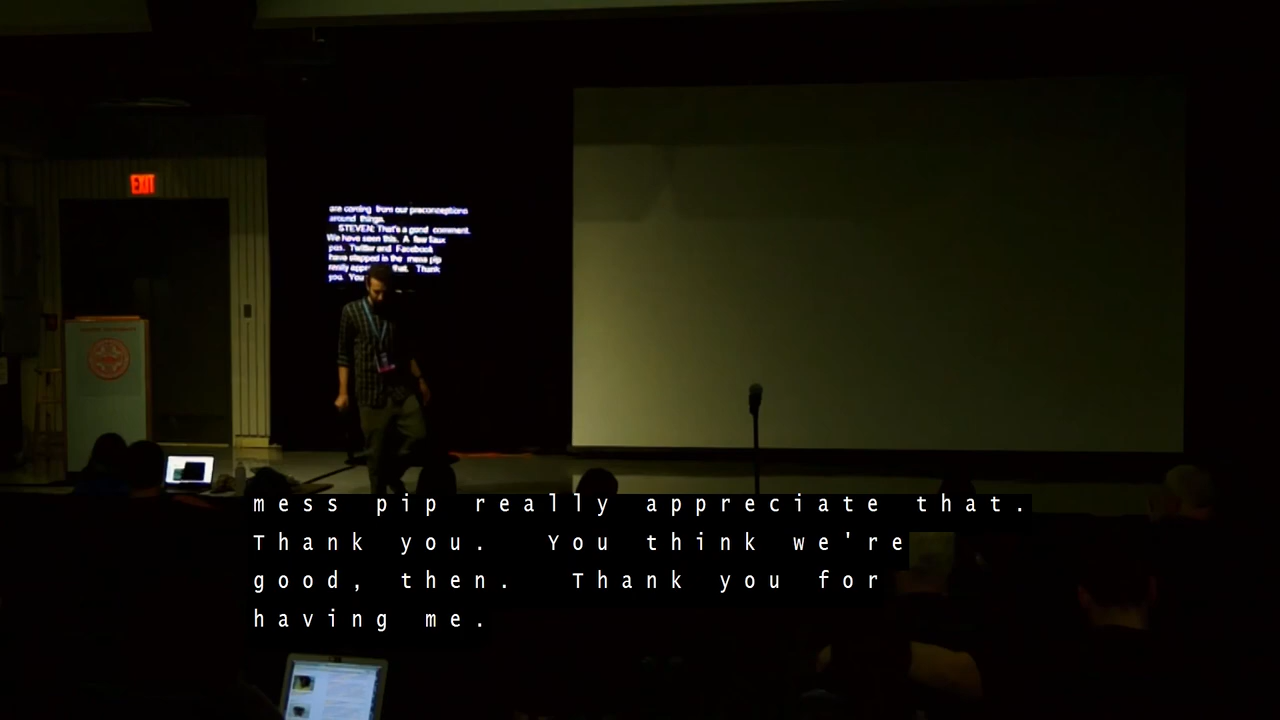 EXIT
are coming from our preconceptions
around things.
STEVEN: That's a good comment.
We have seen this. A few faux
pas. Twitter and Facebook
have stepped in the mess pip
really that. Thank
you. You
mess pip really appreciate that.
Thank you. You think we're
good, then. Thank you for
having me.